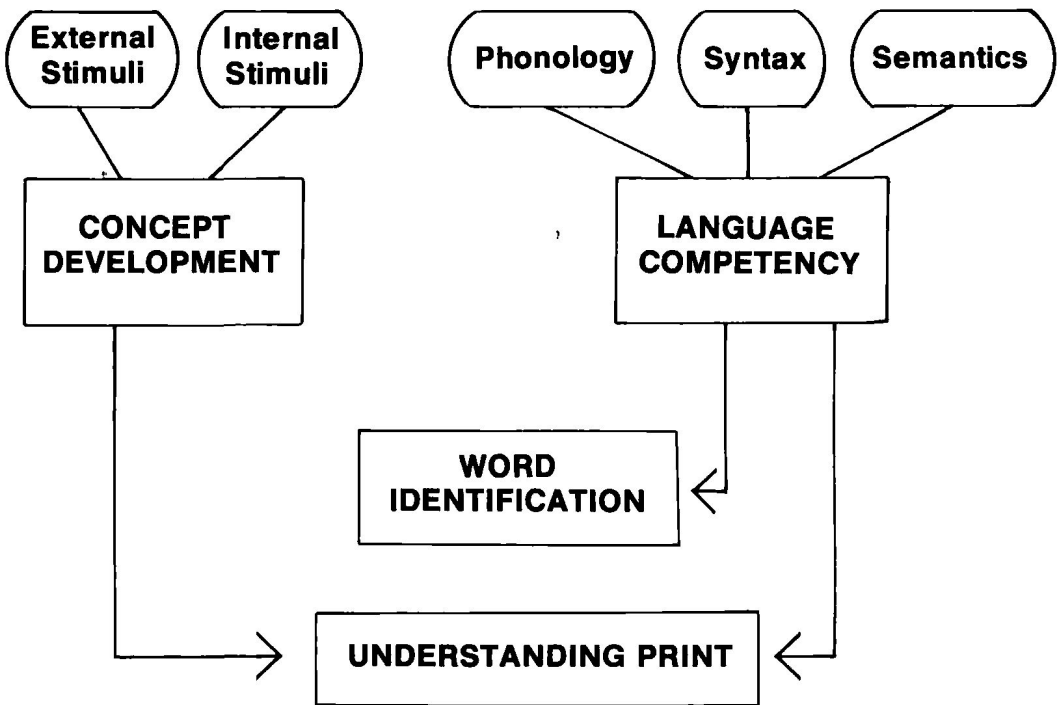 External
Stimuli
Internal
Stimuli
Phonology
Syntax
Semantics
CONCEPT
DEVELOPMENT
LANGUAGE
COMPETENCY
WORD
IDENTIFICATION
UNDERSTANDING PRINT